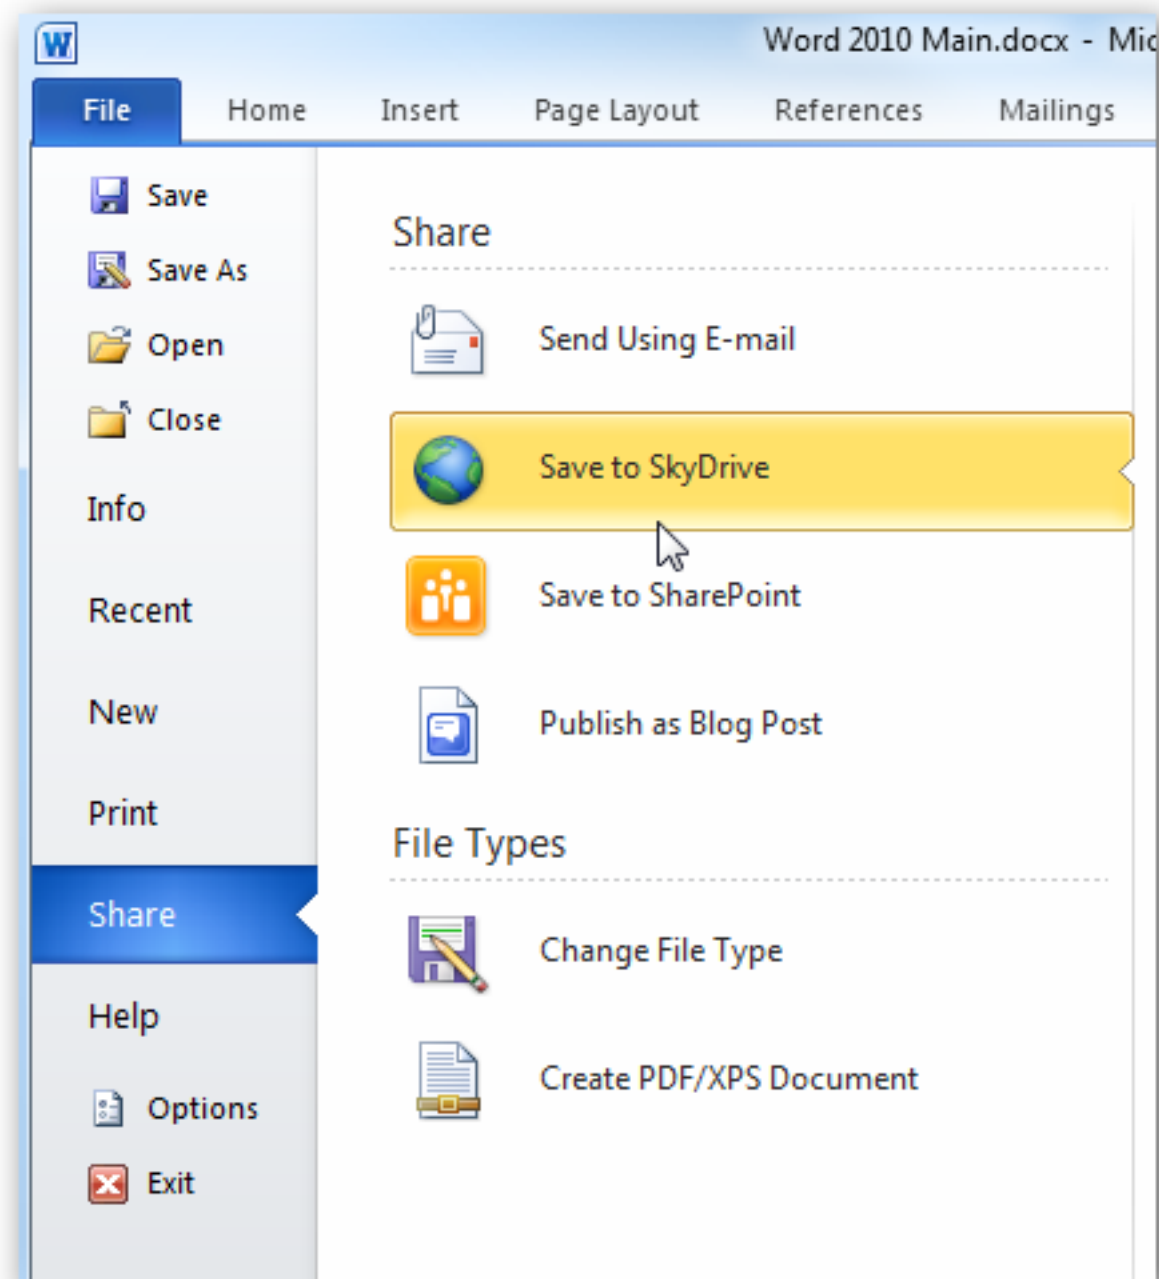 W
Word 2010 Main.docx - Mic
File Home Insert Page Layout References Mailings
Save
Save As
Open
Close
Info
Recent
New
Print
Share
Help
Options
Exit
Share
Send Using E-mail
Save to SkyDrive
Save to SharePoint
Publish as Blog Post
File Types
Change File Type
Create PDF/XPS Document